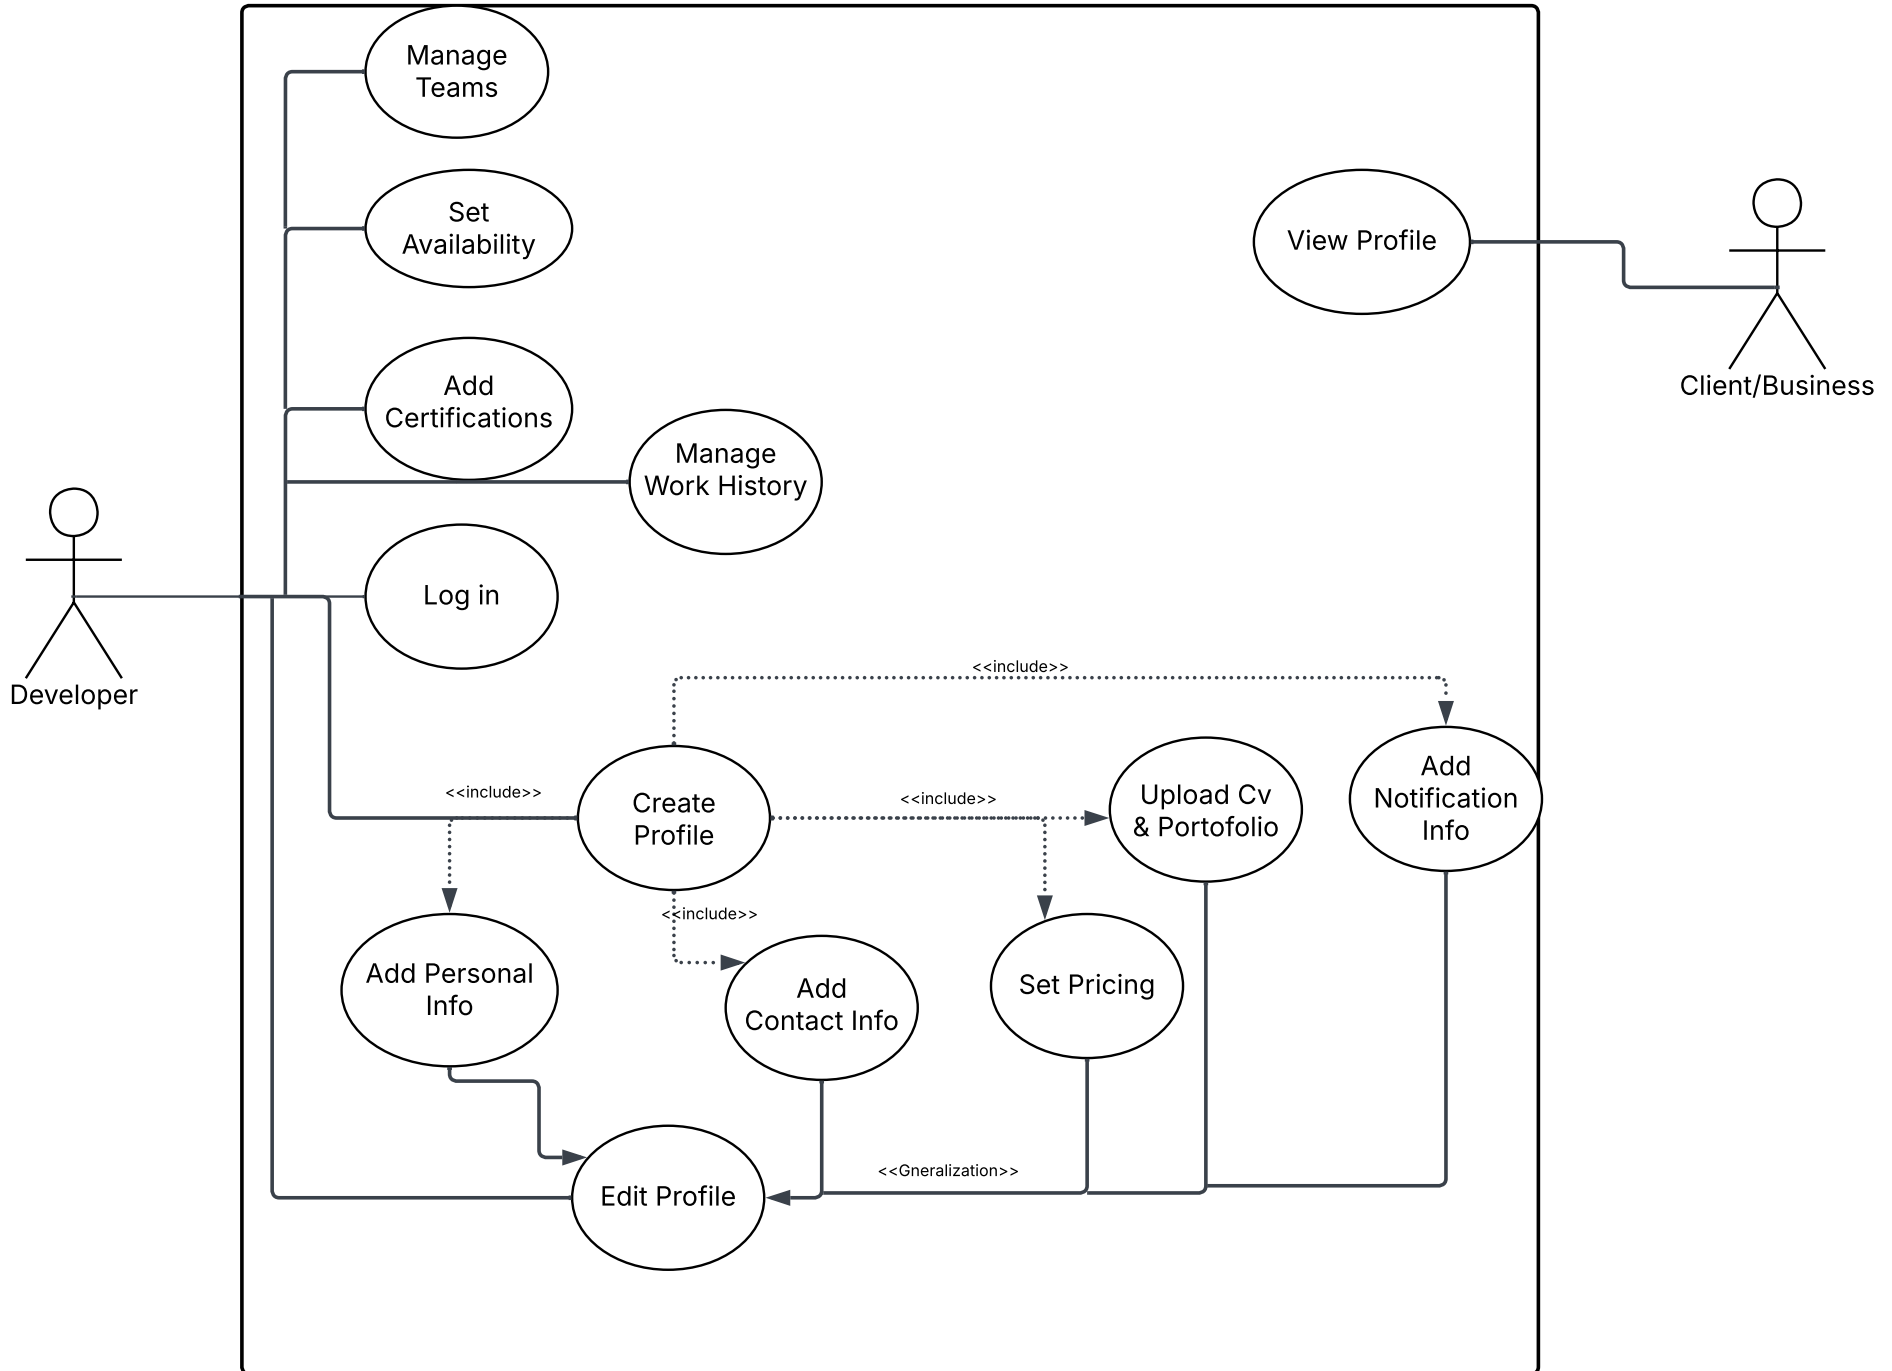 Manage
Teams
Set
Availability
View Profile
Client/Business
Add
Certifications
Manage
Work History
Log in
Developer
<<include>>
<<include>>
Create
Profile
<<include>>
Upload Cv
& Portofolio
Add
Notification
Info
<<include>>
Add Personal
Info
Add
Contact Info
Set Pricing
<<Gneralization>>
Edit Profile